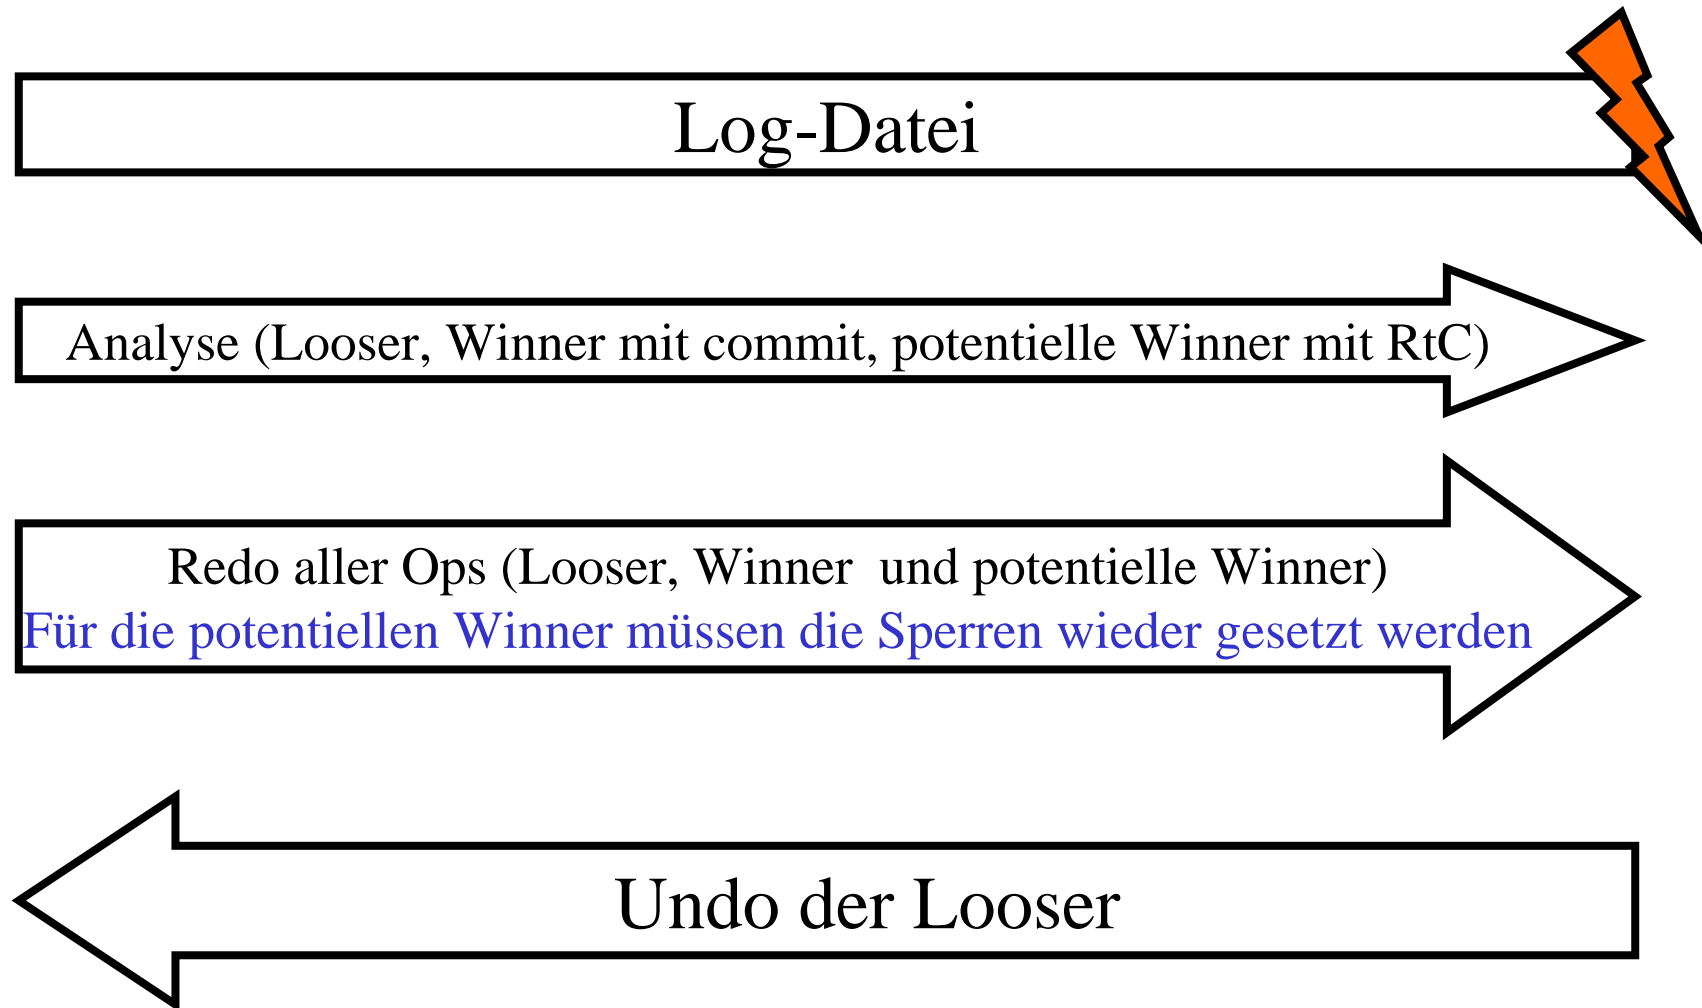 Log-Datei
Analyse (Looser, Winner mit commit, potentielle Winner mit RtC)
Redo aller Ops (Looser, Winner und potentielle Winner)
Für die potentiellen Winner müssen die Sperren wieder gesetzt werden
Undo der Looser